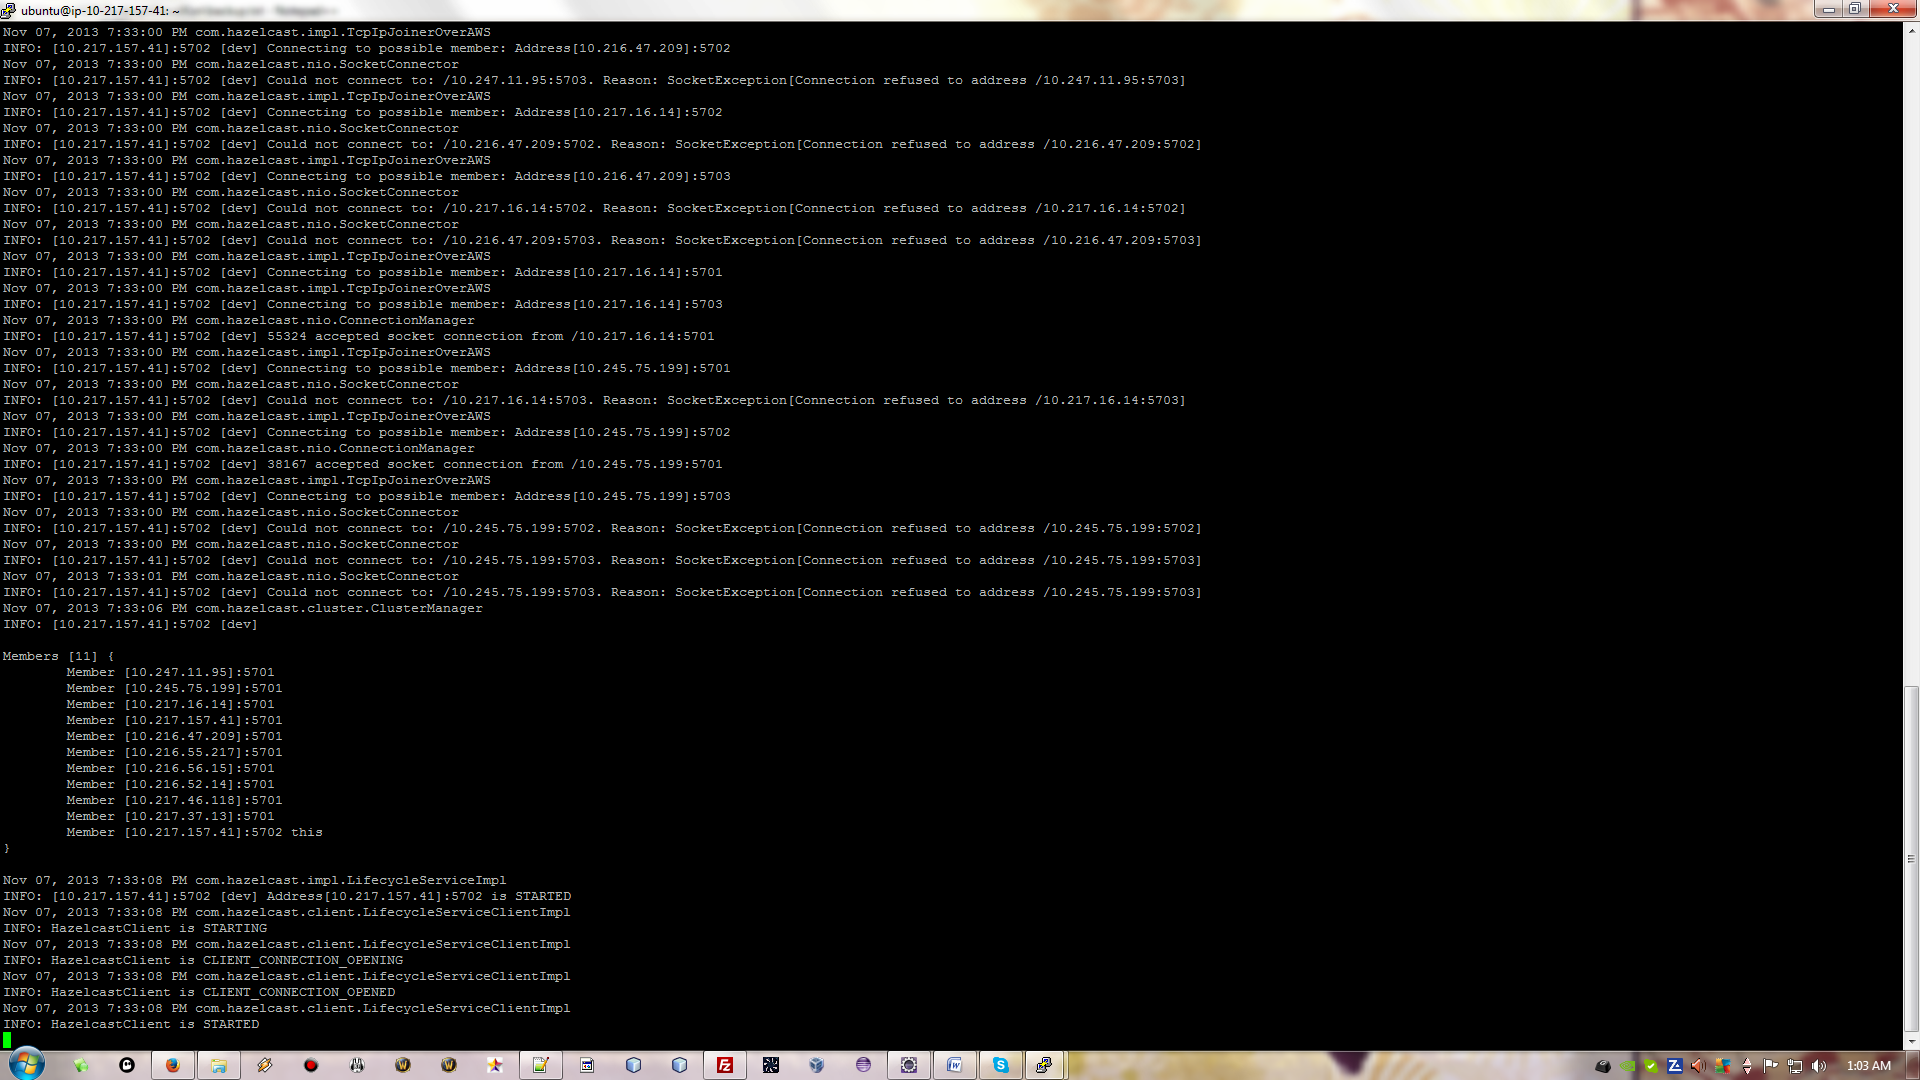 ubuntu@ip-10-217-157-41: ~
Nov 07, 2013 7:33:00 PM com.hazelcast.impl.TcpIpJoinerOverAWS
INFO: [10.217.157.41]:5702 [dev] Connecting to possible member: Address[10.216.47.209]:5702
Nov 07, 2013 7:33:00 PM com.hazelcast.nio.SocketConnector
INFO: [10.217.157.41]:5702 [dev] Could not connect to: /10.247.11.95:5703. Reason: SocketException[Connection refused to address /10.247.11.95:5703]
Nov 07, 2013 7:33:00 PM com.hazelcast.impl.TcpIpJoinerOverAWS
INFO: [10.217.157.41]:5702 [dev] Connecting to possible member: Address[10.217.16.14]:5702
Nov 07, 2013 7:33:00 PM com.hazelcast.nio.SocketConnector
INFO: [10.217.157.41]:5702 [dev] Could not connect to: /10.216.47.209:5702. Reason: SocketException[Connection refused to address /10.216.47.209:5702]
Nov 07, 2013 7:33:00 PM com.hazelcast.impl.TcpIpJoinerOverAWS
INFO: [10.217.157.41]:5702 [dev] Connecting to possible member: Address[10.216.47.209]:5703
Nov 07, 2013 7:33:00 PM com.hazelcast.nio.SocketConnector
INFO: [10.217.157.41]:5702 [dev] Could not connect to: /10.217.16.14:5702. Reason: SocketException[Connection refused to address /10.217.16.14:5702]
Nov 07, 2013 7:33:00 PM com.hazelcast.nio.SocketConnector
INFO: [10.217.157.41]:5702 [dev] Could not connect to: /10.216.47.209:5703. Reason: SocketException[Connection refused to address /10.216.47.209:5703]
Nov 07, 2013 7:33:00 PM com.hazelcast.impl.TcpIpJoinerOverAWS
INFO: [10.217.157.41]:5702 [dev] Connecting to possible member: Address[10.217.16.14]:5701
Nov 07, 2013 7:33:00 PM com.hazelcast.impl.TcpIpJoinerOverAWS
INFO: [10.217.157.41]:5702 [dev] Connecting to possible member: Address[10.217.16.14]:5703
Nov 07, 2013 7:33:00 PM com.hazelcast.nio.ConnectionManager
INFO: [10.217.157.41]:5702 [dev] 55324 accepted socket connection from /10.217.16.14:5701
Nov 07, 2013 7:33:00 PM com.hazelcast.impl.TcpIpJoinerOverAWS
INFO: [10.217.157.41]:5702 [dev] Connecting to possible member: Address[10.245.75.199]:5701
Nov 07, 2013 7:33:00 PM com.hazelcast.nio.SocketConnector
INFO: [10.217.157.41]:5702 [dev] Could not connect to: /10.217.16.14:5703. Reason: SocketException[Connection refused to address /10.217.16.14:5703]
Nov 07, 2013 7:33:00 PM com.hazelcast.impl.TcpIpJoinerOverAWS
INFO: [10.217.157.41]:5702 [dev] Connecting to possible member: Address[10.245.75.199]:5702
Nov 07, 2013 7:33:00 PM com.hazelcast.nio.ConnectionManager
INFO: [10.217.157.41]:5702 [dev] 38167 accepted socket connection from /10.245.75.199:5701
Nov 07, 2013 7:33:00 PM com.hazelcast.impl.TcpIpJoinerOverAWS
INFO: [10.217.157.41]:5702 [dev] Connecting to possible member: Address[10.245.75.199]:5703
Nov 07, 2013 7:33:00 PM com.hazelcast.nio.SocketConnector
INFO: [10.217.157.41]:5702 [dev] Could not connect to: /10.245.75.199:5702. Reason: SocketException[Connection refused to address /10.245.75.199:5702]
Nov 07, 2013 7:33:00 PM com.hazelcast.nio.SocketConnector
INFO: [10.217.157.41]:5702 [dev] Could not connect to: /10.245.75.199:5703. Reason: SocketException[Connection refused to address /10.245.75.199:5703]
Nov 07, 2013 7:33:01 PM com.hazelcast.nio.SocketConnector
INFO: [10.217.157.41]:5702 [dev] Could not connect to: /10.245.75.199:5703. Reason: SocketException[Connection refused to address /10.245.75.199:5703]
Nov 07, 2013 7:33:06 PM com.hazelcast.cluster.ClusterManager
INFO: [10.217.157.41]:5702 [dev]
Members [11] {
Member [10.247.11.95]:5701
Member [10.245.75.199]:5701
Member [10.217.16.14]:5701
Member [10.217.157.41]:5701
Member [10.216.47.209]:5701
Member [10.216.55.217]:5701
Member [10.216.56.15]:5701
Member [10.216.52.14]:5701
Member [10.217.46.118]:5701
Member [10.217.37.13]:5701
Member [10.217.157.41]:5702 this
}
Nov 07, 2013 7:33:08 PM com.hazelcast.impl.LifecycleServiceImpl
INFO: [10.217.157.41]:5702 [dev] Address[10.217.157.41]:5702 is STARTED
Nov 07, 2013 7:33:08 PM com.hazelcast.client.LifecycleServiceClientImpl
INFO: HazelcastClient is STARTING
Nov 07, 2013 7:33:08 PM com.hazelcast.client.LifecycleServiceClientImpl
INFO: HazelcastClient is CLIENT_CONNECTION_OPENING
Nov 07, 2013 7:33:08 PM com.hazelcast.client.LifecycleServiceClientImpl
INFO: HazelcastClient is CLIENT_CONNECTION_OPENED
Nov 07, 2013 7:33:08 PM com.hazelcast.client.LifecycleServiceClientImpl
INFO: HazelcastClient is STARTED
1:03 AM